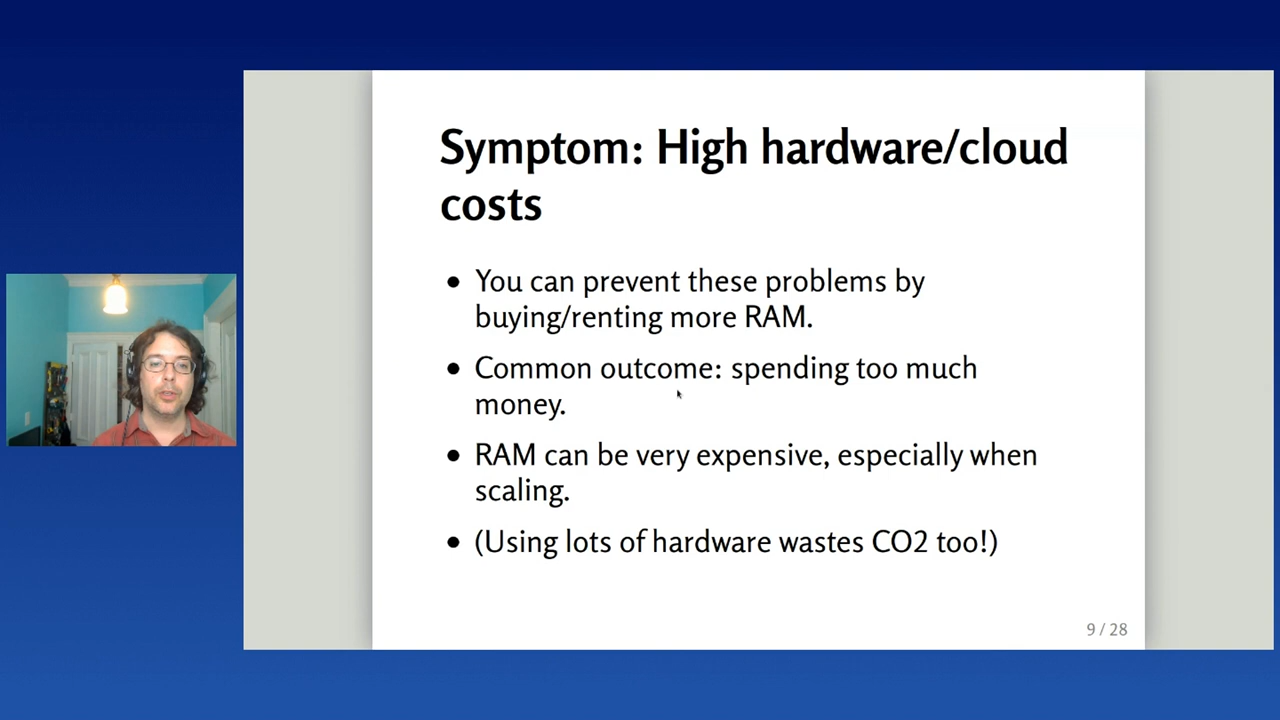 Symptom: High hardware/cloud
costs
• You can prevent these problems by
buying/renting more RAM.
• Common outcome: spending too much
money.
• RAM can be very expensive, especially when
scaling.
• (Using lots of hardware wastes CO2 too!)
9 / 28